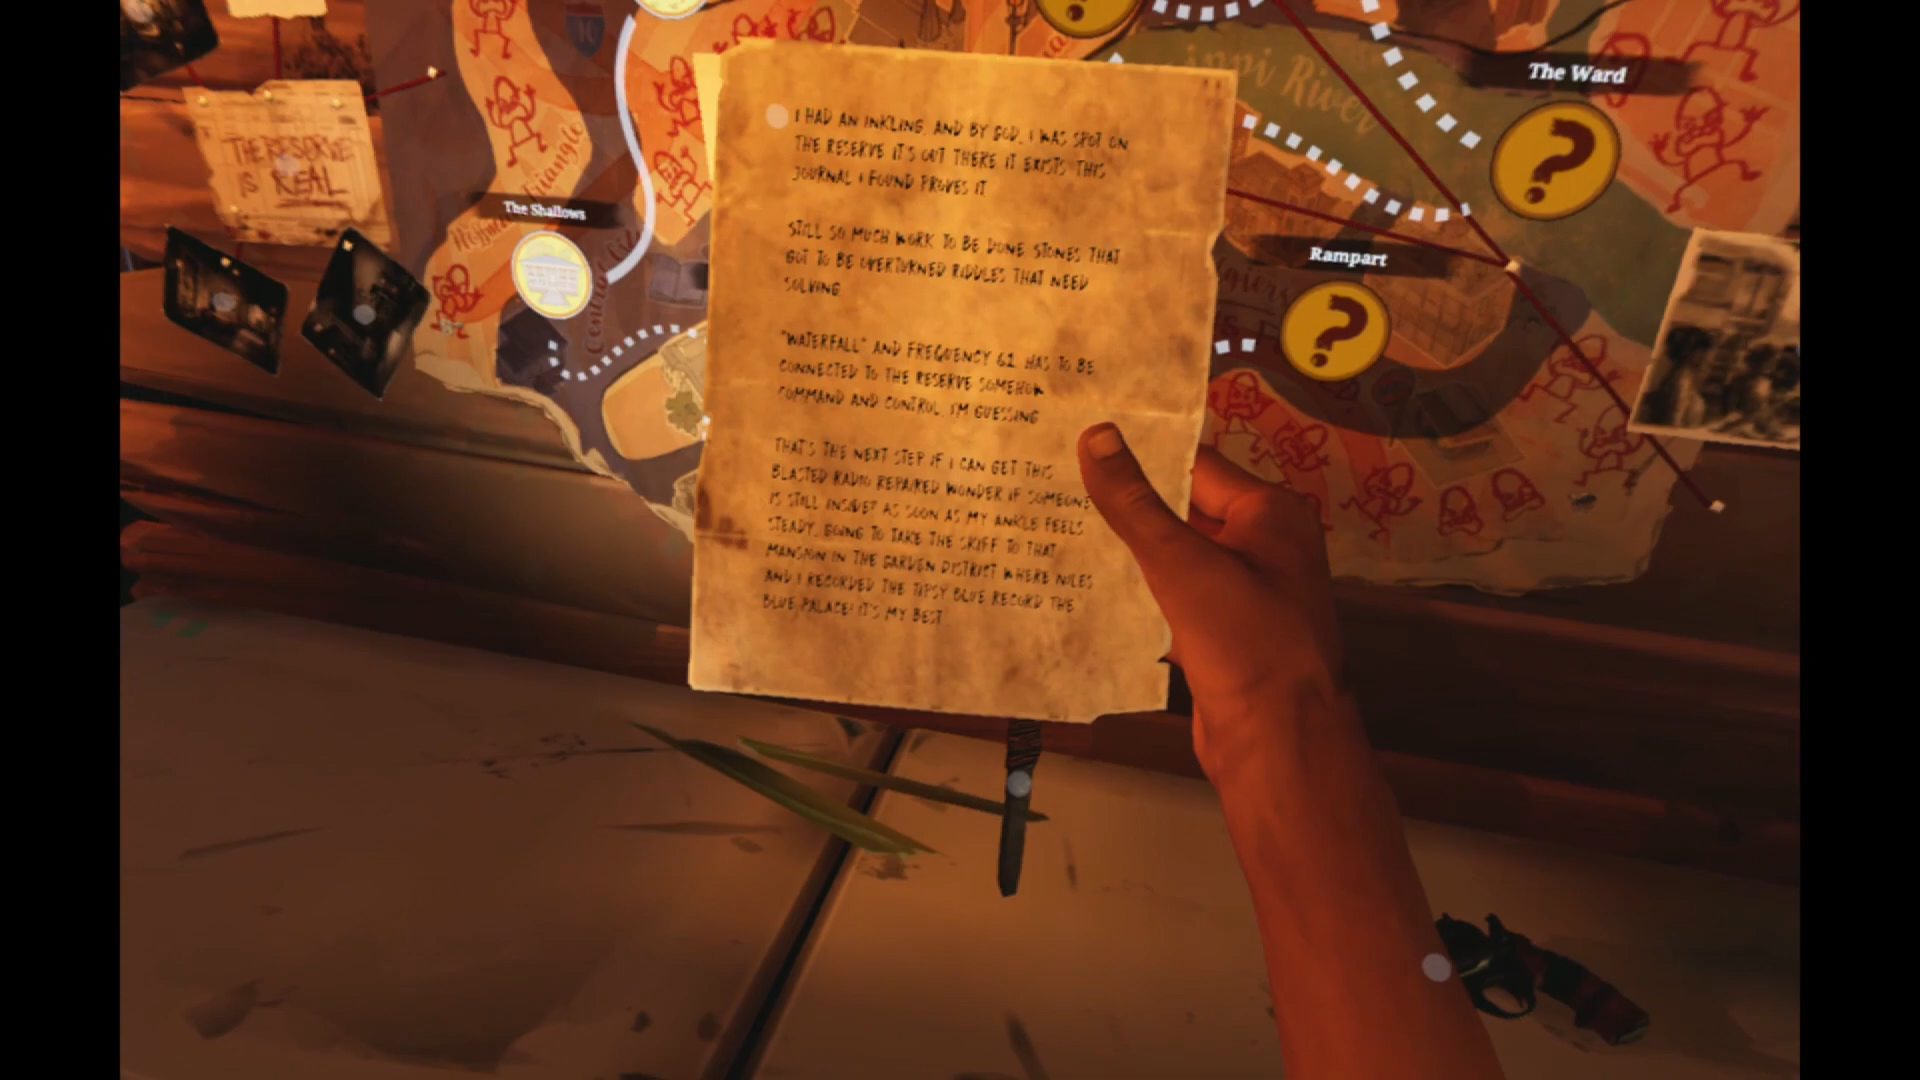 The Ward
THE RESERVE
IS REAL
The Shallows
Triangle
ippi River
Rampart
I HAD AN INKLING, AND BY GOD, I WAS SPOT ON
THE RESERVE IT'S OUT THERE IT EXISTS THIS
JOURNAL I FOUND PROVES IT
STILL SO MUCH WORK TO BE DONE STONES THAT
GOT TO BE OVERTURNED RIDDLES THAT NEED
SOLVING
"WATERFALL" AND FREQUENCY 62 HAS TO BE
CONNECTED TO THE RESERVE SOMEHOW
COMMAND AND CONTROL, I'M GUESSING
THAT'S THE NEXT STEP IF I CAN GET THIS
BLASTED RADIO REPAIRED WONDER IF SOMEONE
IS STILL INSIDE? AS SOON AS MY ANKLE FEELS
STEADY, GOING TO TAKE THE SKIFF TO THAT
MANSION IN THE GARDEN DISTRICT WHERE NILES
AND I RECORDED THE TIPSY BLUE RECORD THE
BLUE PALACE! IT'S MY BEST